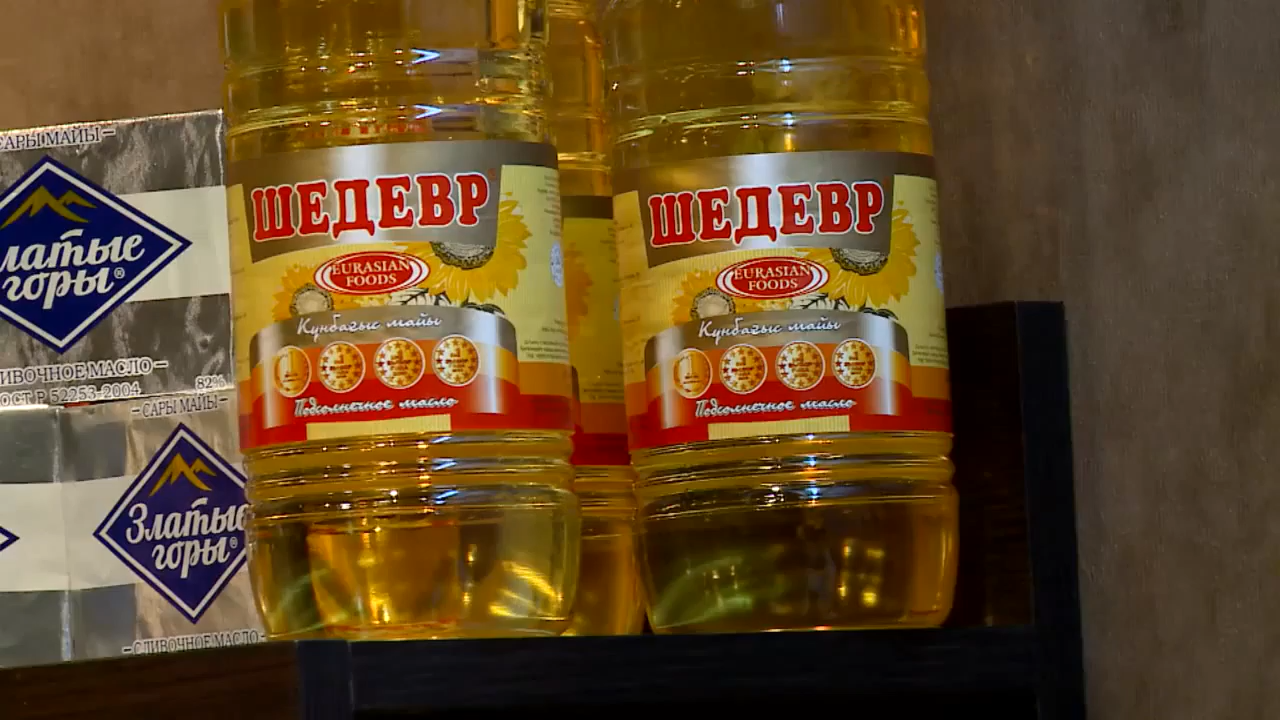 САРЫ МАЙЫ–
Златые
горы®
СЛИВОЧНОЕ МАСЛО–
ГОСТ Р 52253-2004
82%
–САРЫ МАЙЫ–
Златые
горы®
–СЛИВОЧНОЕ МАСЛО–
ШЕДЕВР
EURASIAN
FOODS
Күнбағыс майы
Подсолнечное масло
ШЕДЕВР
EURASIAN
FOODS
Күнбағыс майы
Подсолнечное масло